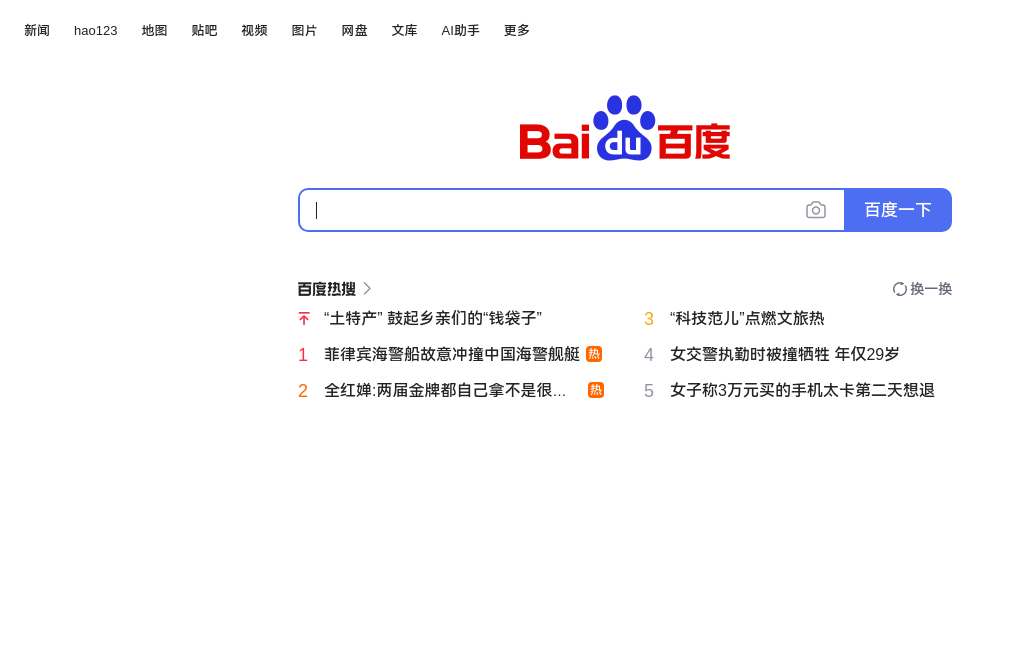 新闻 hao123 地图 贴吧 视频 图片 网盘 文库 AI助手 更多
Bai du 百度
百度一下
百度热搜 换一换
“土特产” 鼓起乡亲们的“钱袋子”
3 “科技范儿”点燃文旅热
1 菲律宾海警船故意冲撞中国海警舰艇 热
4 女交警执勤时被撞牺牲 年仅29岁
2 全红婵:两届金牌都自己拿不是很... 热
5 女子称3万元买的手机太卡第二天想退